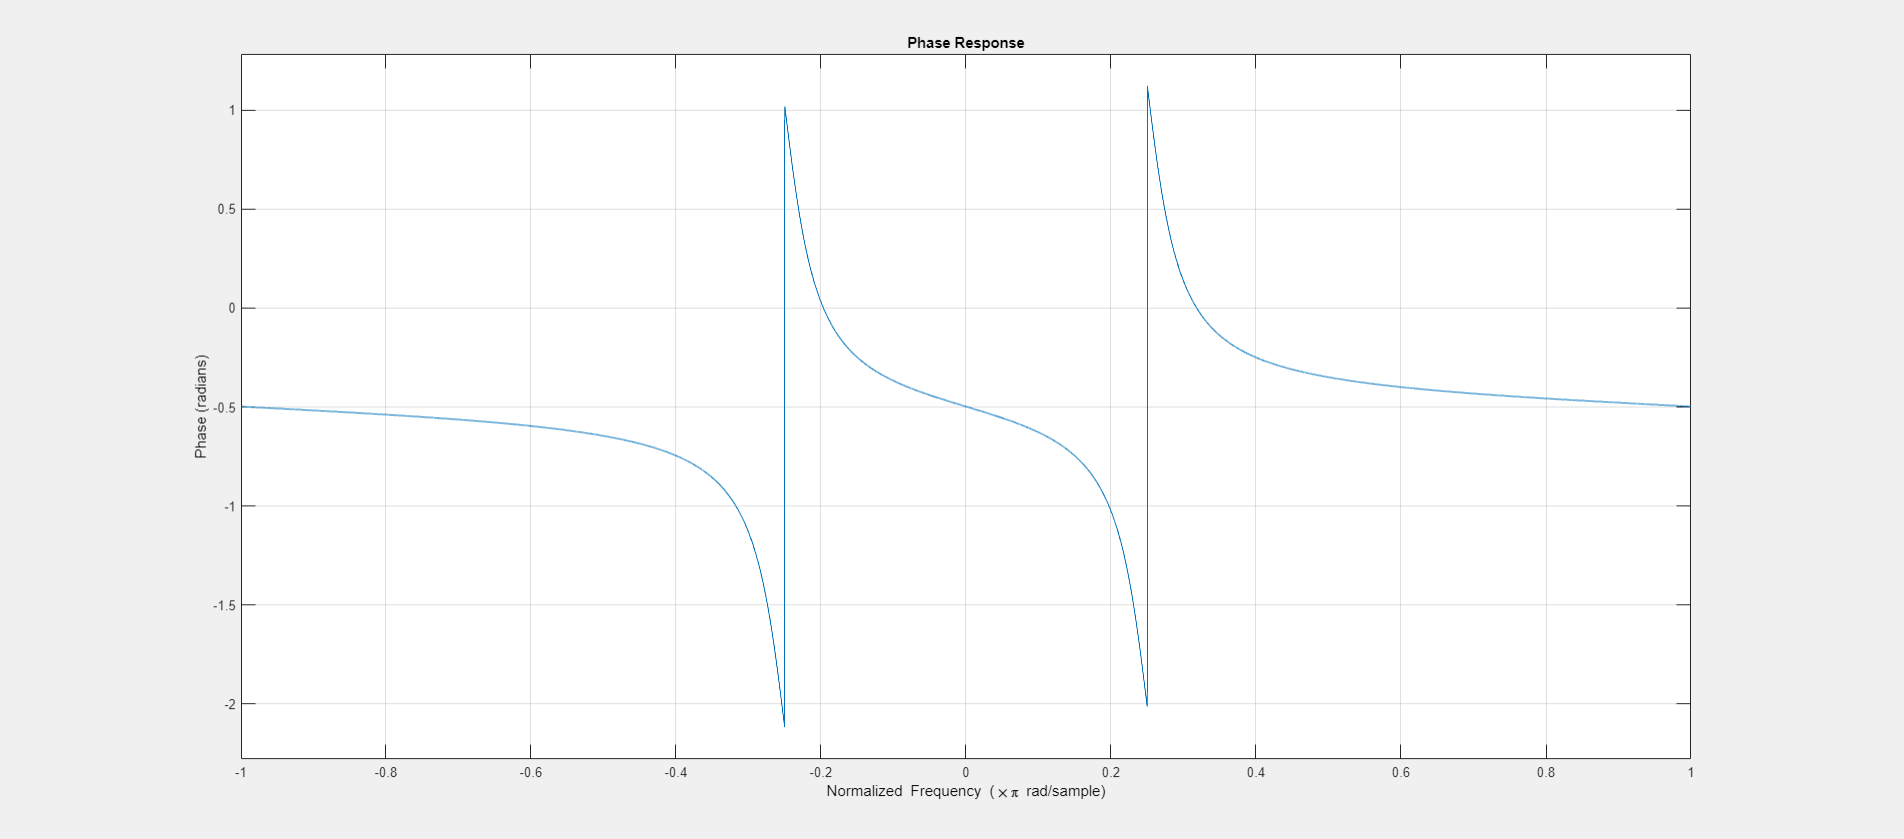 Phase Response
1
0.5
0
-0.5
-1
-1.5
-2
Phase (radians)
-1 -0.8 -0.6 -0.4 -0.2 0 0.2 0.4 0.6 0.8 1
Normalized Frequency (×π rad/sample)